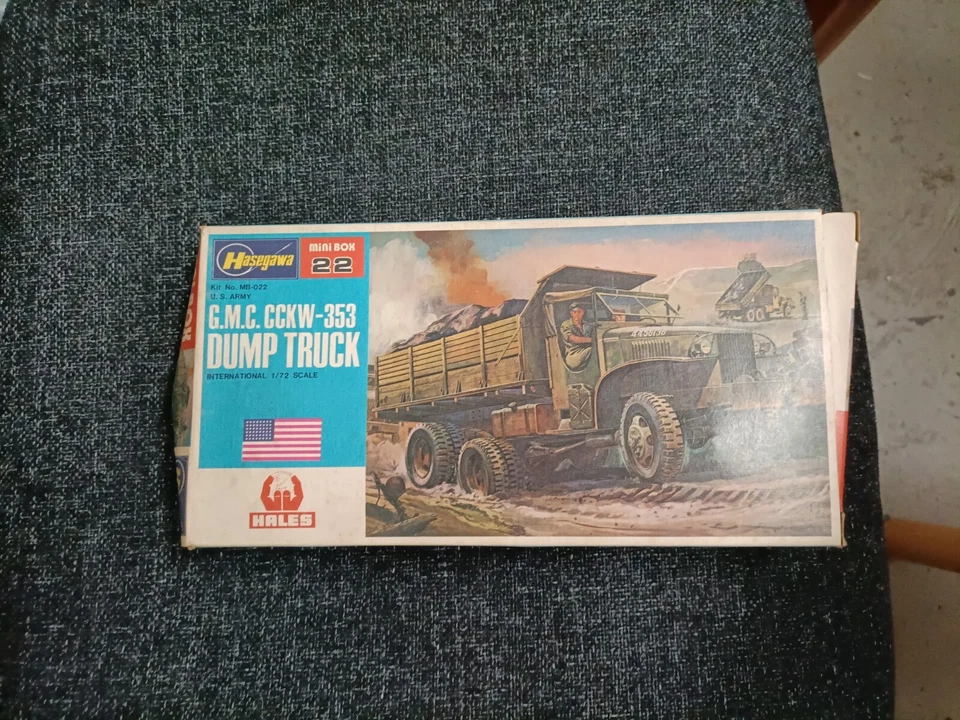 Hasegawa
mini BOX
22
Kit No. MB-022
U.S. ARMY
G.M.C. CCKW-353
DUMP TRUCK
INTERNATIONAL 1/72 SCALE
HALES